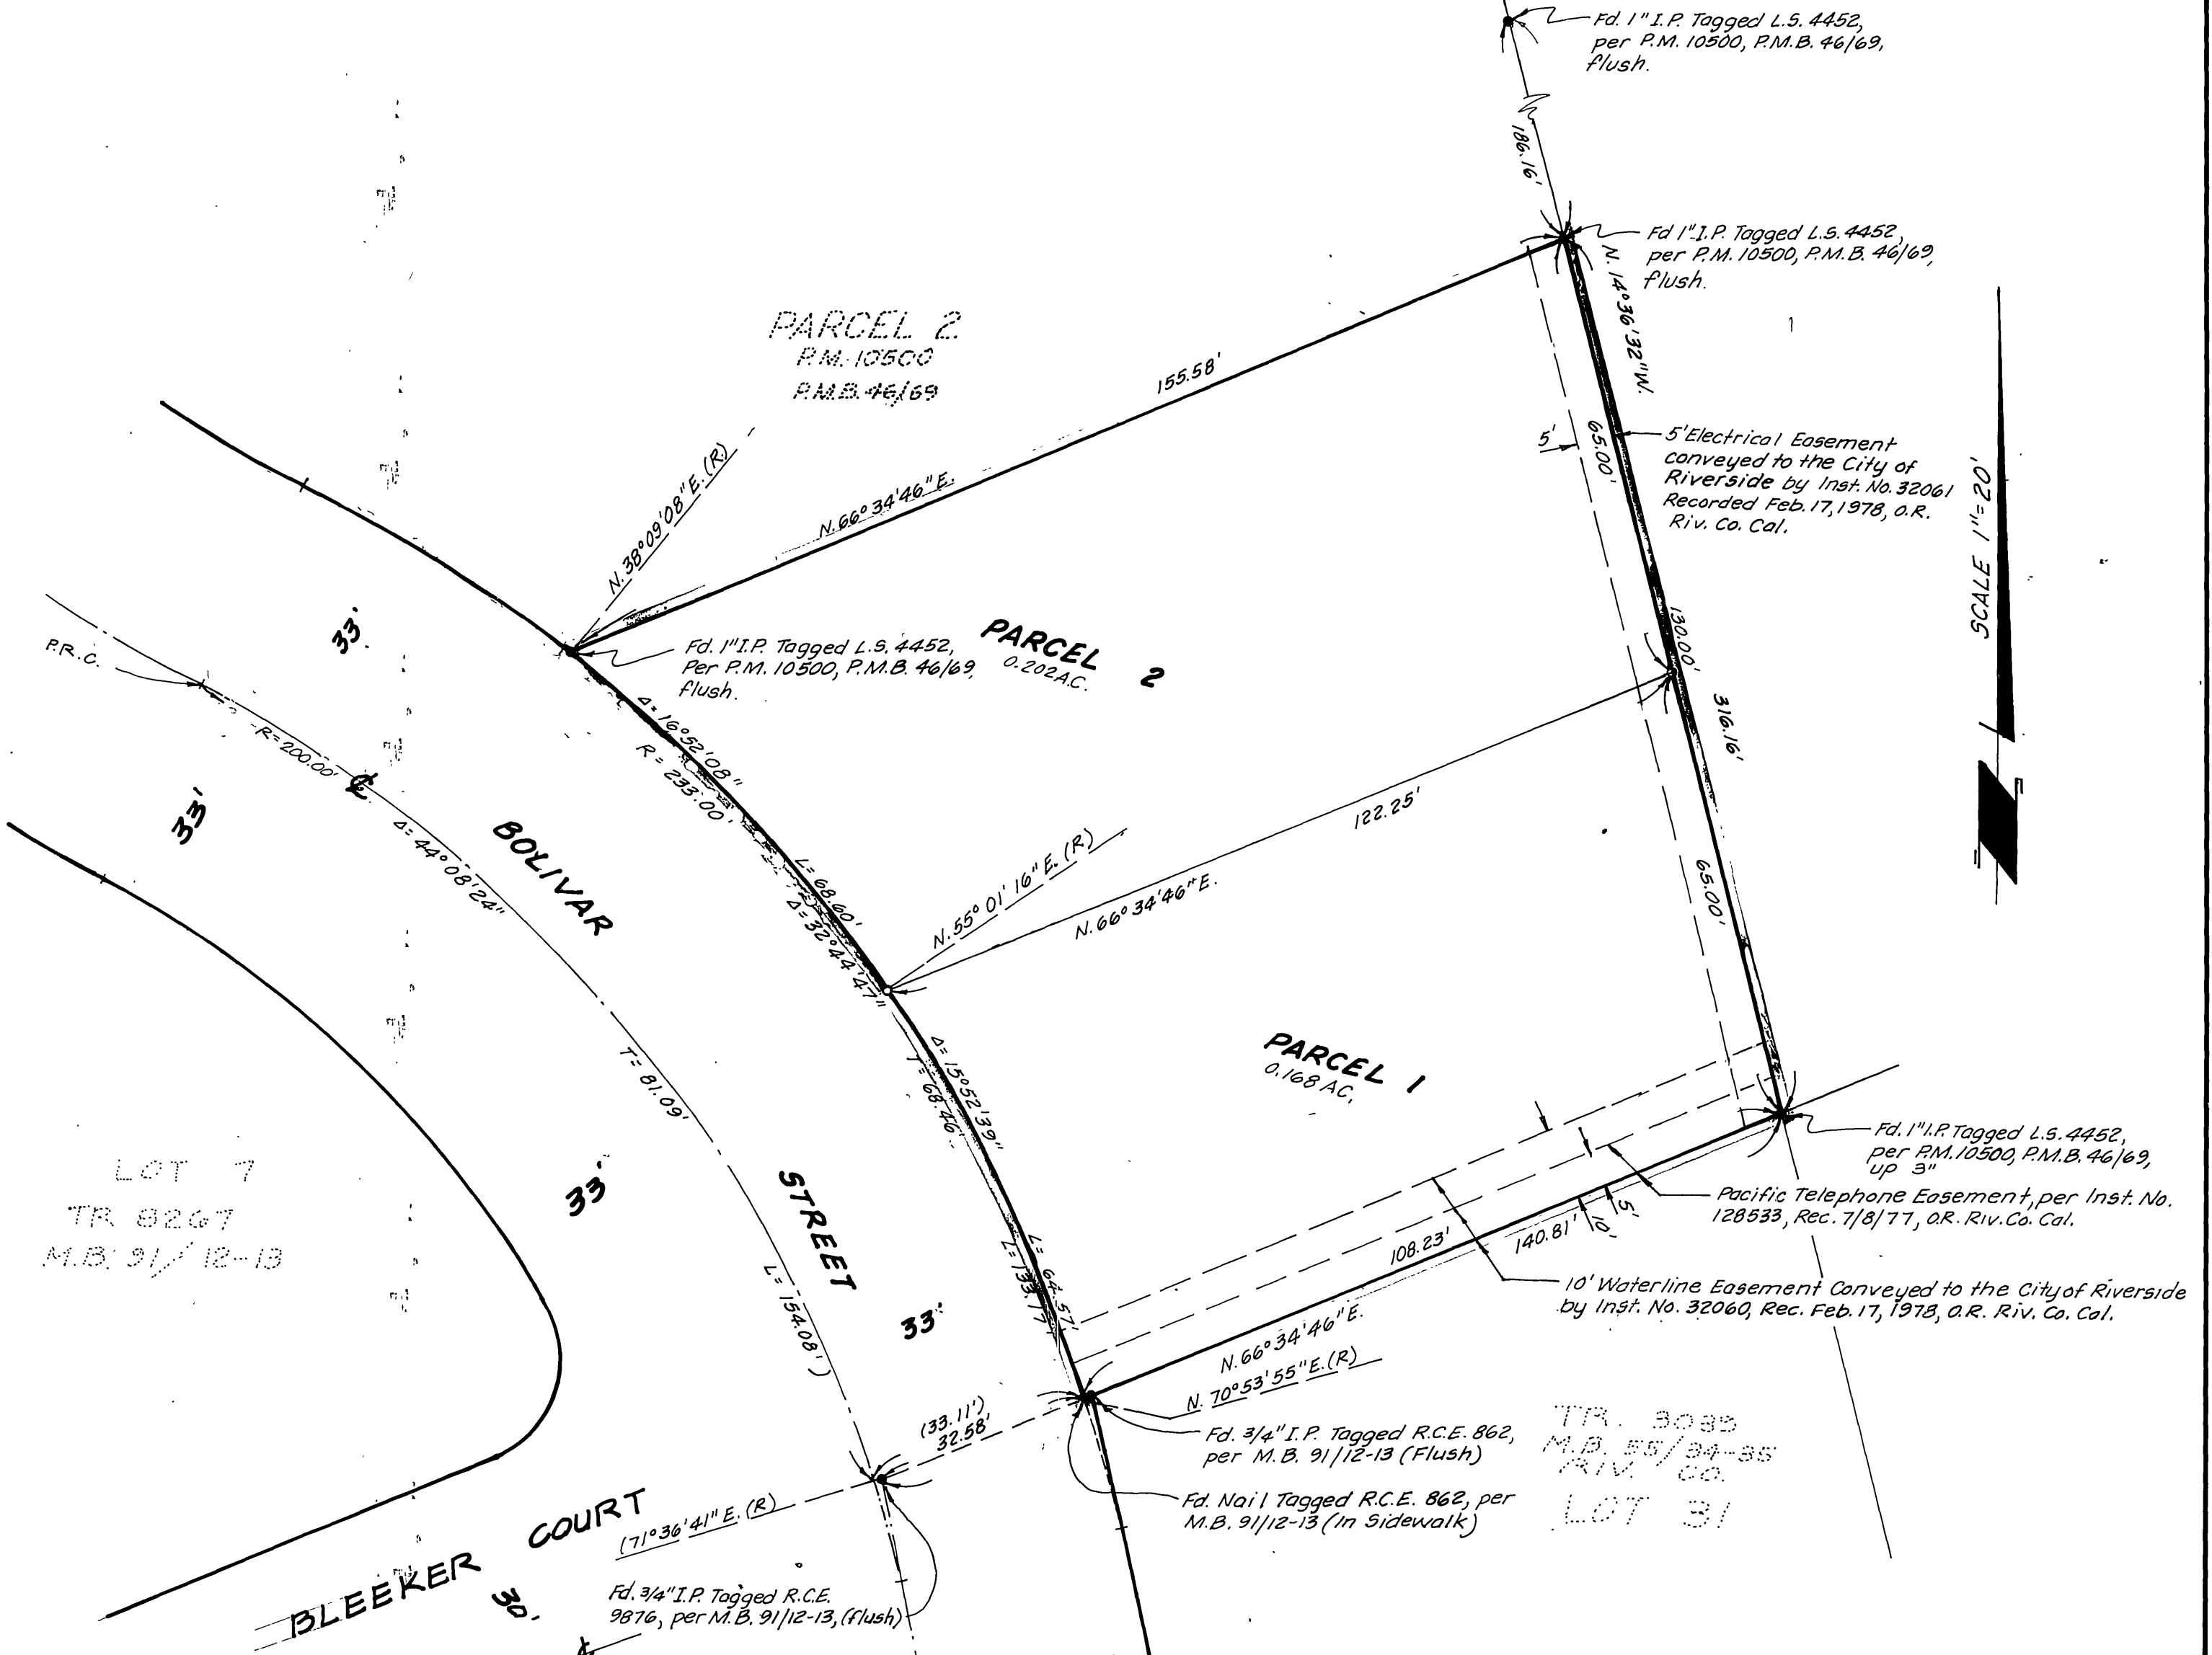 Fd. 1" I.P. Tagged L.S. 4452,
per P.M. 10500, P.M.B. 46/69,
flush.
186.16'
Fd 1" I.P. Tagged L.S. 4452,
per P.M. 10500, P.M.B. 46/69,
flush.
N. 14°36'32"W.
PARCEL 2
P.M. 10500
P.M.B. 46/69
155.58'
N. 66°34'46"E.
N. 38°09'08"E. (R)
5'
65.00'
5' Electrical Easement
conveyed to the City of
Riverside by Inst. No. 32061
Recorded Feb. 17, 1978, O.R.
Riv. Co. Cal.
SCALE 1"=20'
33'
P.R.C.
R=200.00'
33'
Fd. 1" I.P. Tagged L.S. 4452,
Per P.M. 10500, P.M.B. 46/69,
flush.
PARCEL 2
0.202 A.C.
130.00'
316.16'
Δ= 16°52'08"
R = 233.00'
122.25'
Δ= 44°08'24"
BOLIVAR
L= 68.60'
Δ= 32°44'47"
N. 55° 01' 16" E. (R)
N. 66° 34' 46" E.
65.00'
T= 81.09'
Δ= 15°52'39"
T= 68.46'
PARCEL 1
0.168 AC.
Fd. 1" I.P. Tagged L.S. 4452,
per P.M. 10500, P.M.B. 46/69,
up 3"
Pacific Telephone Easement, per Inst. No.
128533, Rec. 7/8/77, O.R. Riv. Co. Cal.
5'
10'
140.81'
108.23'
10' Waterline Easement Conveyed to the City of Riverside
by Inst. No. 32060, Rec. Feb. 17, 1978, O.R. Riv. Co. Cal.
LOT 7
TR 8267
M.B. 91/12-13
33'
STREET
L= 154.08')
33'
L= 64.57'
L= 133.17'
N. 66°34'46"E.
N. 70°53'55"E. (R)
(33.11')
32.58'
Fd. 3/4" I.P. Tagged R.C.E. 862,
per M.B. 91/12-13 (Flush)
Fd. Nail Tagged R.C.E. 862, per
M.B. 91/12-13 (In Sidewalk)
TR. 3039
M.B. 55/34-35
RIV. CO.
LOT 31
(71°36'41"E. (R)
BLEEKER COURT
30'
Fd. 3/4" I.P. Tagged R.C.E.
9876, per M.B. 91/12-13, (flush)